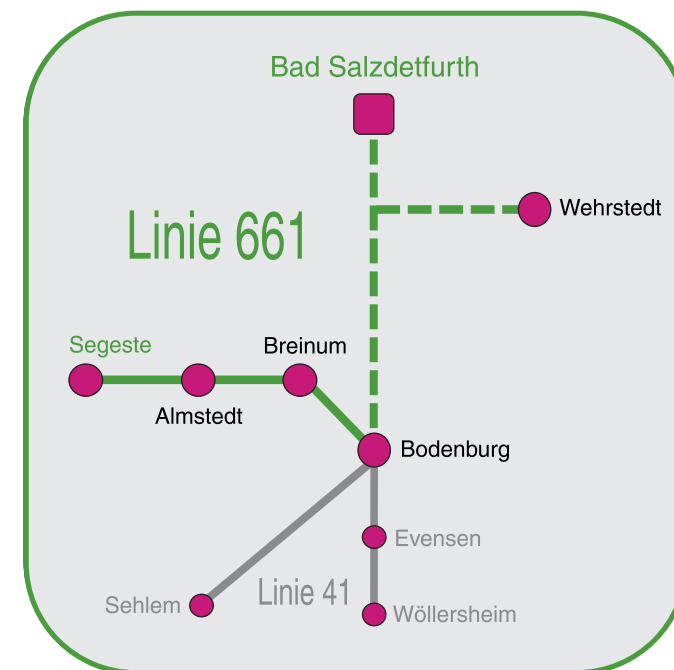 Bad Salzdetfurth
Wehrstedt
Linie 661
Segeste
Breinum
Almstedt
Bodenburg
Evensen
Linie 41
Sehlem
Wöllersheim